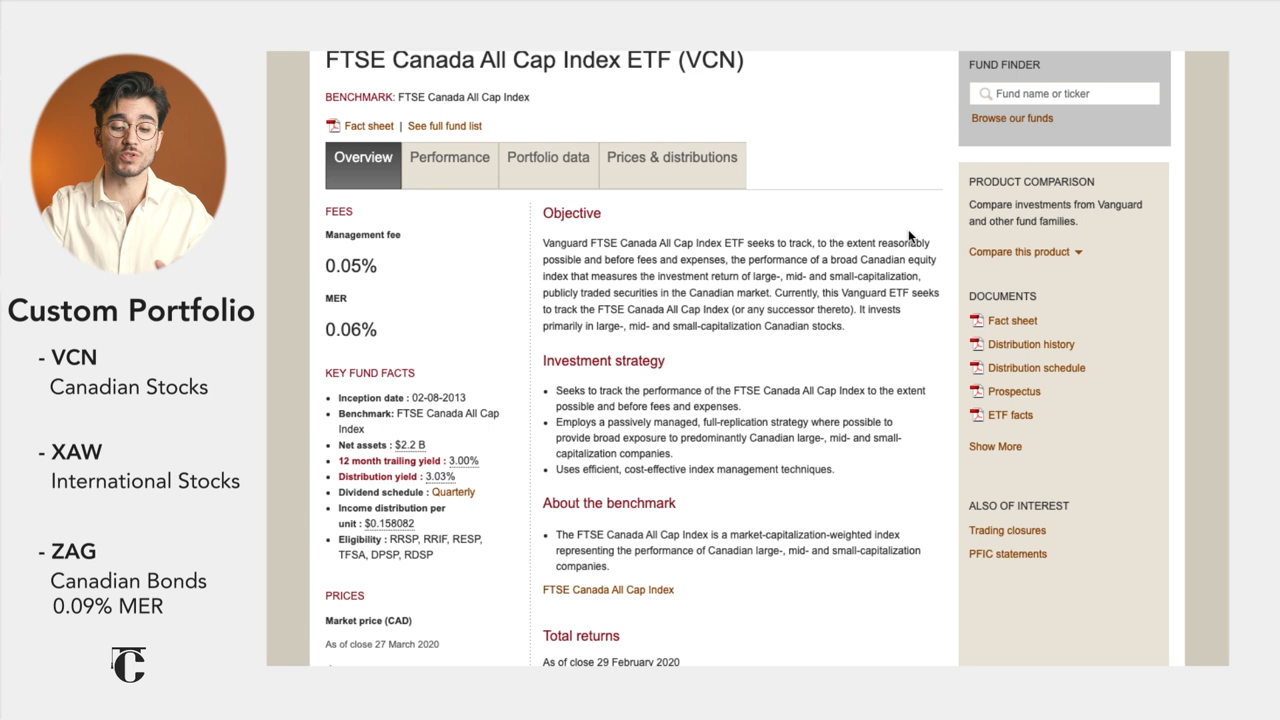 Custom Portfolio
- VCN
Canadian Stocks
- XAW
International Stocks
- ZAG
Canadian Bonds
0.09% MER
C
FTSE Canada All Cap Index ETF (VCN)
BENCHMARK: FTSE Canada All Cap Index
Fact sheet | See full fund list
Overview Performance Portfolio data Prices & distributions
FEES
Management fee
0.05%
MER
0.06%
KEY FUND FACTS
• Inception date : 02-08-2013
• Benchmark: FTSE Canada All Cap
Index
• Net assets : $2.2 B
• 12 month trailing yield : 3.00%
• Distribution yield : 3.03%
• Dividend schedule : Quarterly
• Income distribution per
unit : $0.158082
• Eligibility : RRSP, RRIF, RESP,
TFSA, DPSP, RDSP
PRICES
Market price (CAD)
As of close 27 March 2020
Objective
Vanguard FTSE Canada All Cap Index ETF seeks to track, to the extent reasonably
possible and before fees and expenses, the performance of a broad Canadian equity
index that measures the investment return of large-, mid- and small-capitalization,
publicly traded securities in the Canadian market. Currently, this Vanguard ETF seeks
to track the FTSE Canada All Cap Index (or any successor thereto). It invests
primarily in large-, mid- and small-capitalization Canadian stocks.
Investment strategy
• Seeks to track the performance of the FTSE Canada All Cap Index to the extent
possible and before fees and expenses.
• Employs a passively managed, full-replication strategy where possible to
provide broad exposure to predominantly Canadian large-, mid- and small-
capitalization companies.
• Uses efficient, cost-effective index management techniques.
About the benchmark
• The FTSE Canada All Cap Index is a market-capitalization-weighted index
representing the performance of Canadian large-, mid- and small-capitalization
companies.
FTSE Canada All Cap Index
Total returns
As of close 29 February 2020
FUND FINDER
Fund name or ticker
Browse our funds
PRODUCT COMPARISON
Compare investments from Vanguard
and other fund families.
Compare this product
DOCUMENTS
Fact sheet
Distribution history
Distribution schedule
Prospectus
ETF facts
Show More
ALSO OF INTEREST
Trading closures
PFIC statements